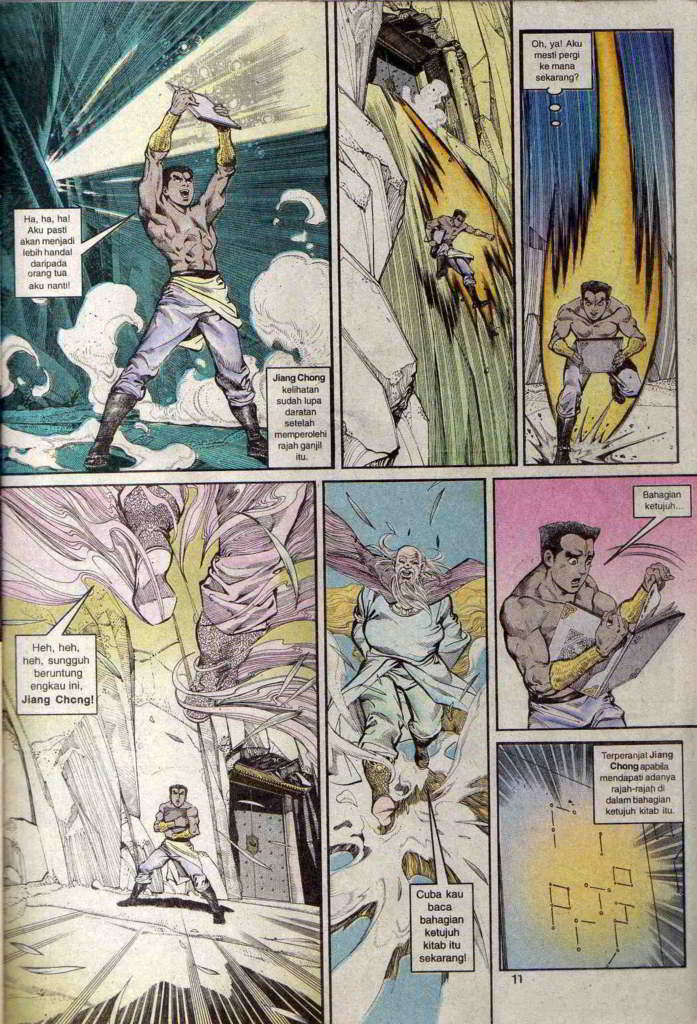 Ha, ha, ha!
Aku pasti
akan menjadi
lebih handal
daripada
orang tua
aku nanti!
Jiang Chong
kelihatan
sudah lupa
daratan
setelah
memperolehi
rajah ganjil
itu.
Oh, ya! Aku
mesti pergi
ke mana
sekarang?
Heh, heh,
heh, sungguh
beruntung
engkau ini,
Jiang Chong!
Cuba kau
baca
bahagian
ketujuh
kitab itu
sekarang!
Bahagian
ketujuh...
Terperanjat Jiang
Chong apabila
mendapati adanya
rajah-rajah di
dalam bahagian
ketujuh kitab itu.
11